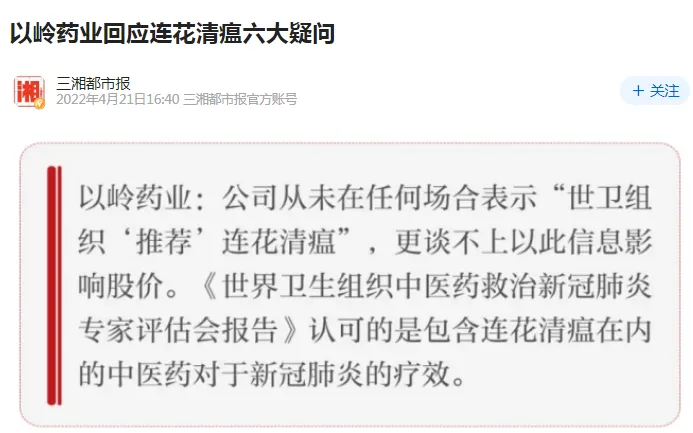 以岭药业回应连花清瘟六大疑问
湘
三湘都市报
2022年4月21日16:40 三湘都市报官方账号
+ 关注
以岭药业：公司从未在任何场合表示“世卫组
织‘推荐’连花清瘟”，更谈不上以此信息影
响股价。《世界卫生组织中医药救治新冠肺炎
专家评估会报告》认可的是包含连花清瘟在内
的中医药对于新冠肺炎的疗效。